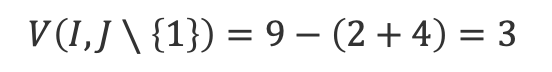 V(I, J \ {1}) = 9 − (2 + 4) = 3